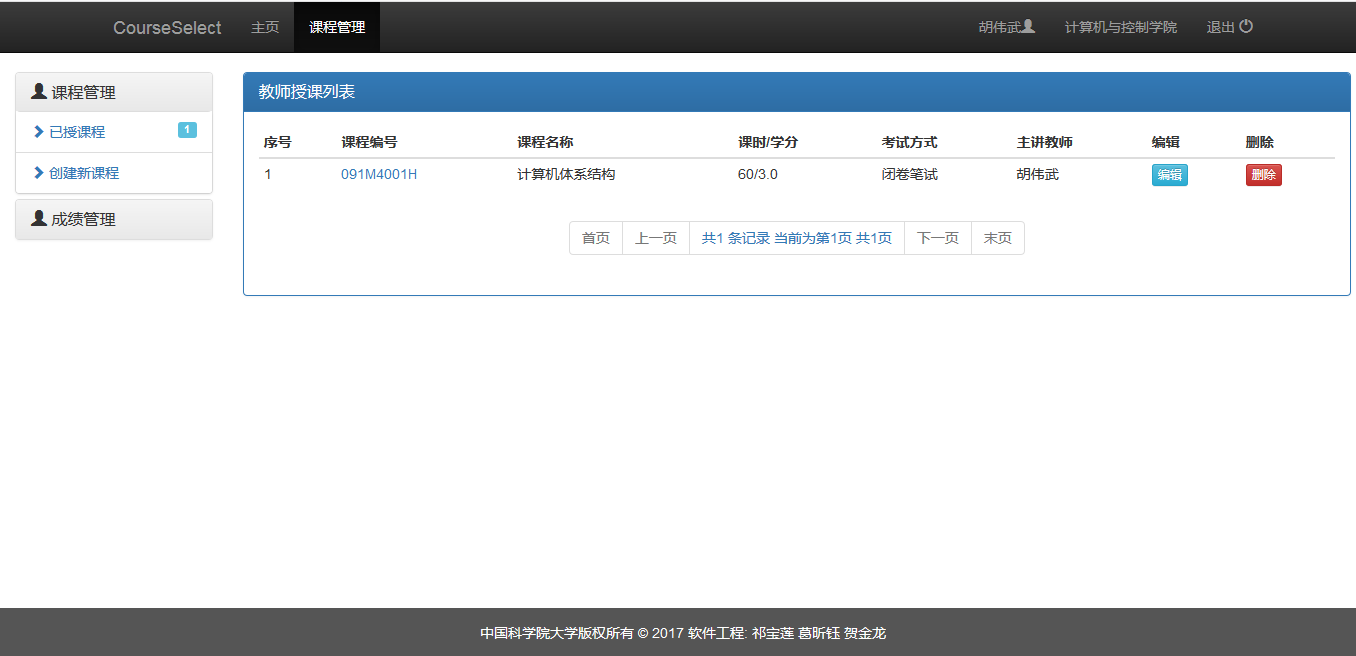 CourseSelect 主页 课程管理 胡伟武 计算机与控制学院 退出
课程管理
已授课程 1
创建新课程
成绩管理
教师授课列表
序号 课程编号 课程名称 课时/学分 考试方式 主讲教师 编辑 删除
1 091M4001H 计算机体系结构 60/3.0 闭卷笔试 胡伟武 编辑 删除
首页 上一页 共1 条记录 当前为第1页 共1页 下一页 末页
中国科学院大学版权所有 © 2017 软件工程: 祁宝莲 葛昕钰 贺金龙